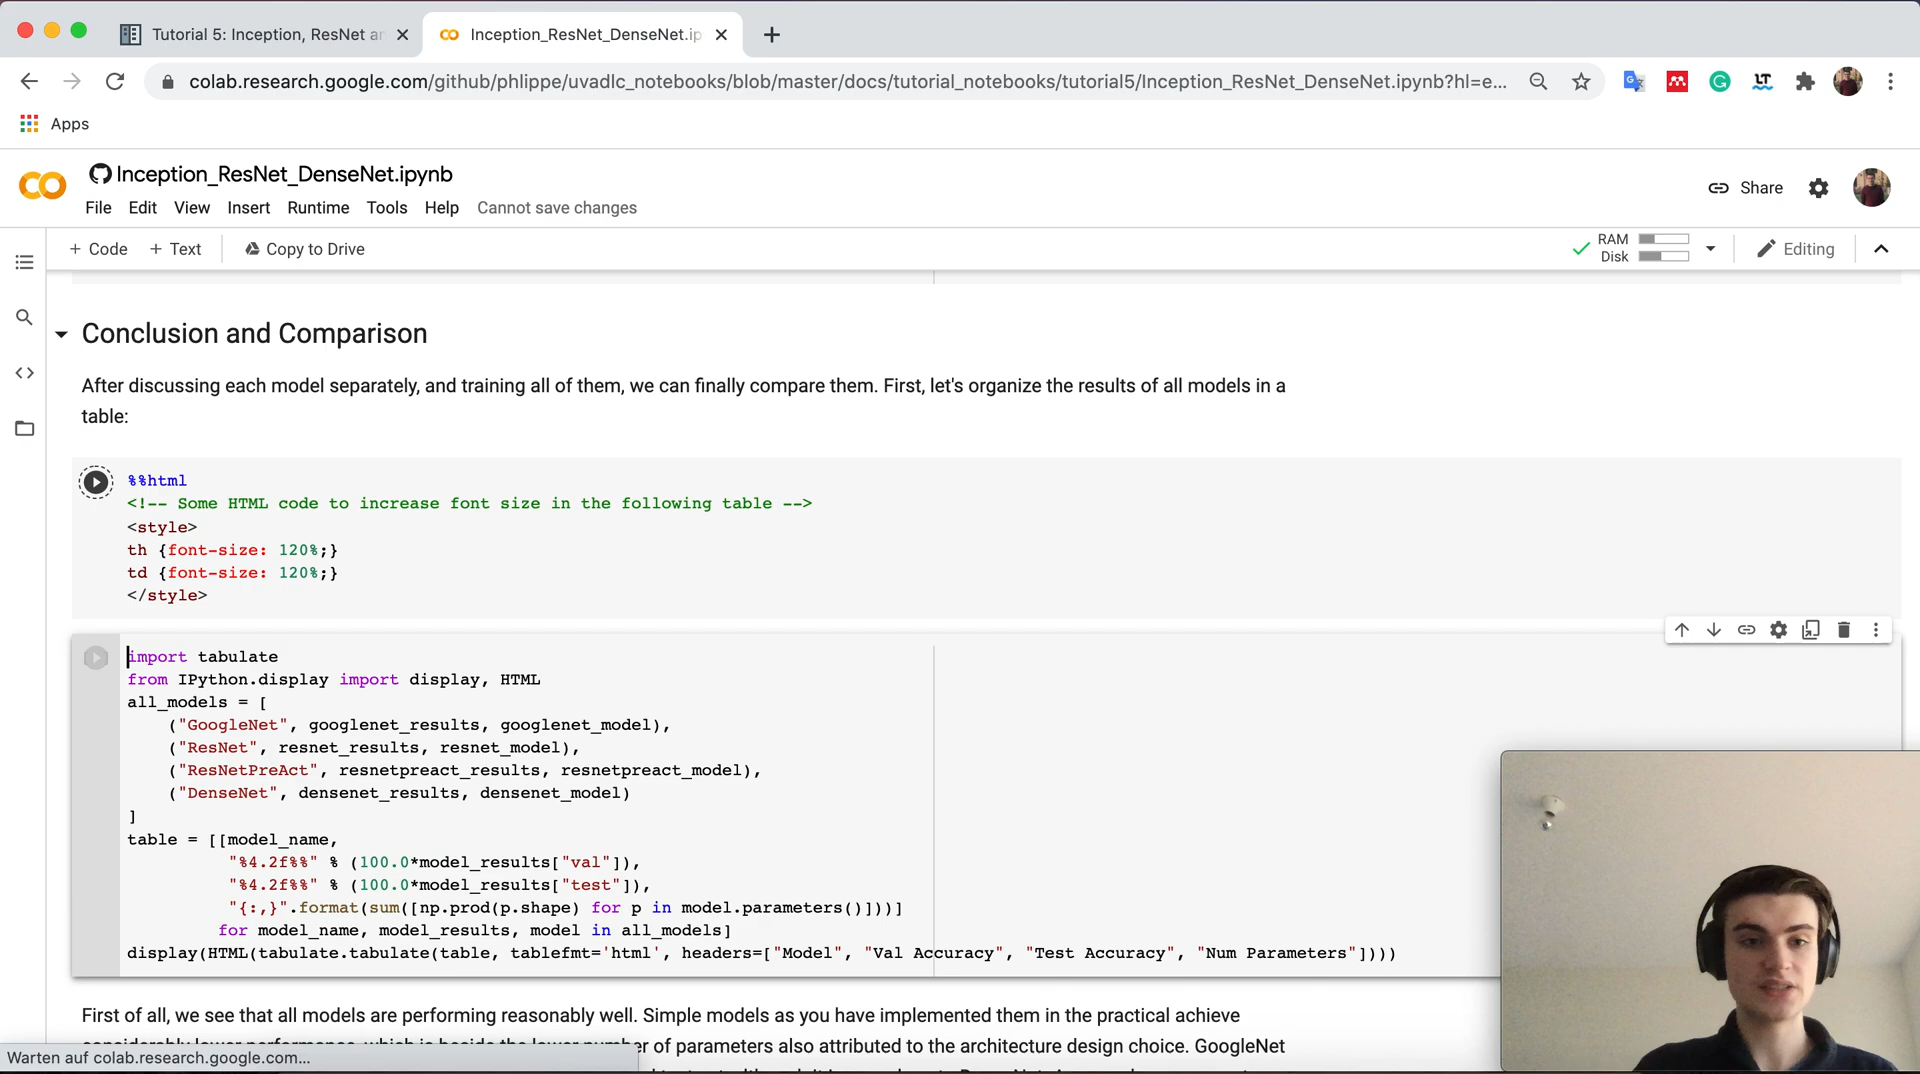 Tutorial 5: Inception, ResNet an
Inception_ResNet_DenseNet.ip
colab.research.google.com/github/phlippe/uvadlc_notebooks/blob/master/docs/tutorial_notebooks/tutorial5/Inception_ResNet_DenseNet.ipynb?hl=e...
Apps
Inception_ResNet_DenseNet.ipynb
File Edit View Insert Runtime Tools Help Cannot save changes
Share
+ Code + Text Copy to Drive
RAM
Disk
Editing
Conclusion and Comparison
After discussing each model separately, and training all of them, we can finally compare them. First, let's organize the results of all models in a
table:
%%html
<!-- Some HTML code to increase font size in the following table -->
<style>
th {font-size: 120%;}
td {font-size: 120%;}
</style>
import tabulate
from IPython.display import display, HTML
all_models = [
("GoogleNet", googlenet_results, googlenet_model),
("ResNet", resnet_results, resnet_model),
("ResNetPreAct", resnetpreact_results, resnetpreact_model),
("DenseNet", densenet_results, densenet_model)
]
table = [[model_name,
"%4.2f%%" % (100.0*model_results["val"]),
"%4.2f%%" % (100.0*model_results["test"]),
"{:,}".format(sum([np.prod(p.shape) for p in model.parameters()]))]
for model_name, model_results, model in all_models]
display(HTML(tabulate.tabulate(table, tablefmt='html', headers=["Model", "Val Accuracy", "Test Accuracy", "Num Parameters"])))
First of all, we see that all models are performing reasonably well. Simple models as you have implemented them in the practical achieve
of parameters also attributed to the architecture design choice. GoogleNet
Warten auf colab.research.google.com...